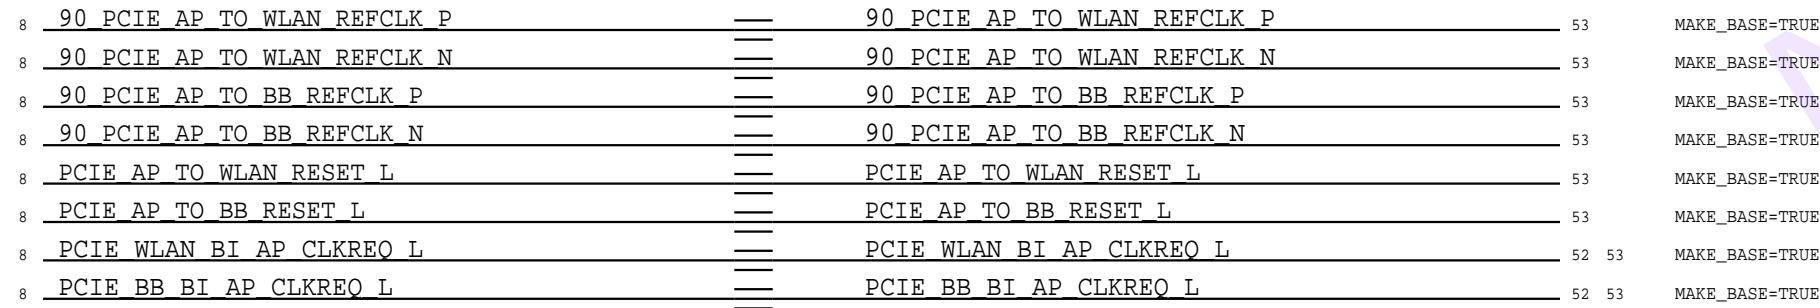 8 90_PCIE_AP_TO_WLAN_REFCLK_P 90_PCIE_AP_TO_WLAN_REFCLK_P 53 MAKE_BASE=TRUE
8 90_PCIE_AP_TO_WLAN_REFCLK_N 90_PCIE_AP_TO_WLAN_REFCLK_N 53 MAKE_BASE=TRUE
8 90_PCIE_AP_TO_BB_REFCLK_P 90_PCIE_AP_TO_BB_REFCLK_P 53 MAKE_BASE=TRUE
8 90_PCIE_AP_TO_BB_REFCLK_N 90_PCIE_AP_TO_BB_REFCLK_N 53 MAKE_BASE=TRUE
8 PCIE_AP_TO_WLAN_RESET_L PCIE_AP_TO_WLAN_RESET_L 53 MAKE_BASE=TRUE
8 PCIE_AP_TO_BB_RESET_L PCIE_AP_TO_BB_RESET_L 53 MAKE_BASE=TRUE
8 PCIE_WLAN_BI_AP_CLKREQ_L PCIE_WLAN_BI_AP_CLKREQ_L 52 53 MAKE_BASE=TRUE
8 PCIE_BB_BI_AP_CLKREQ_L PCIE_BB_BI_AP_CLKREQ_L 52 53 MAKE_BASE=TRUE